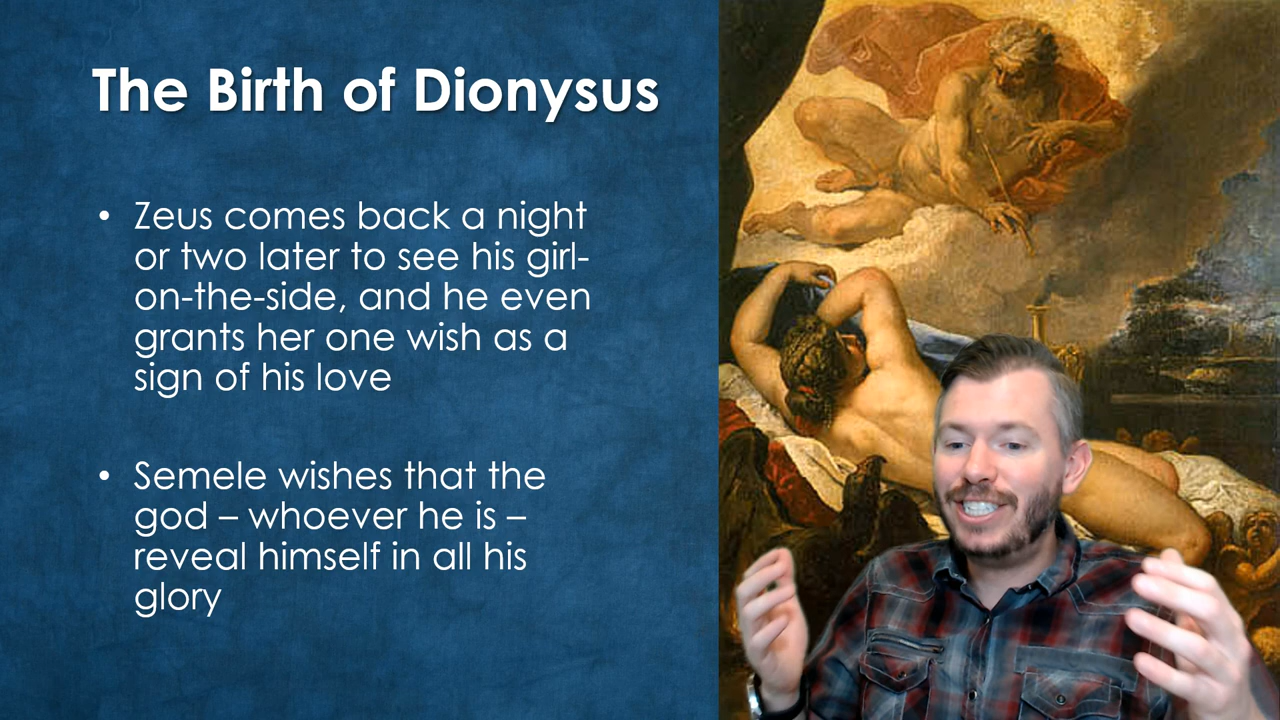 The Birth of Dionysus
• Zeus comes back a night
or two later to see his girl-
on-the-side, and he even
grants her one wish as a
sign of his love
• Semele wishes that the
god – whoever he is –
reveal himself in all his
glory